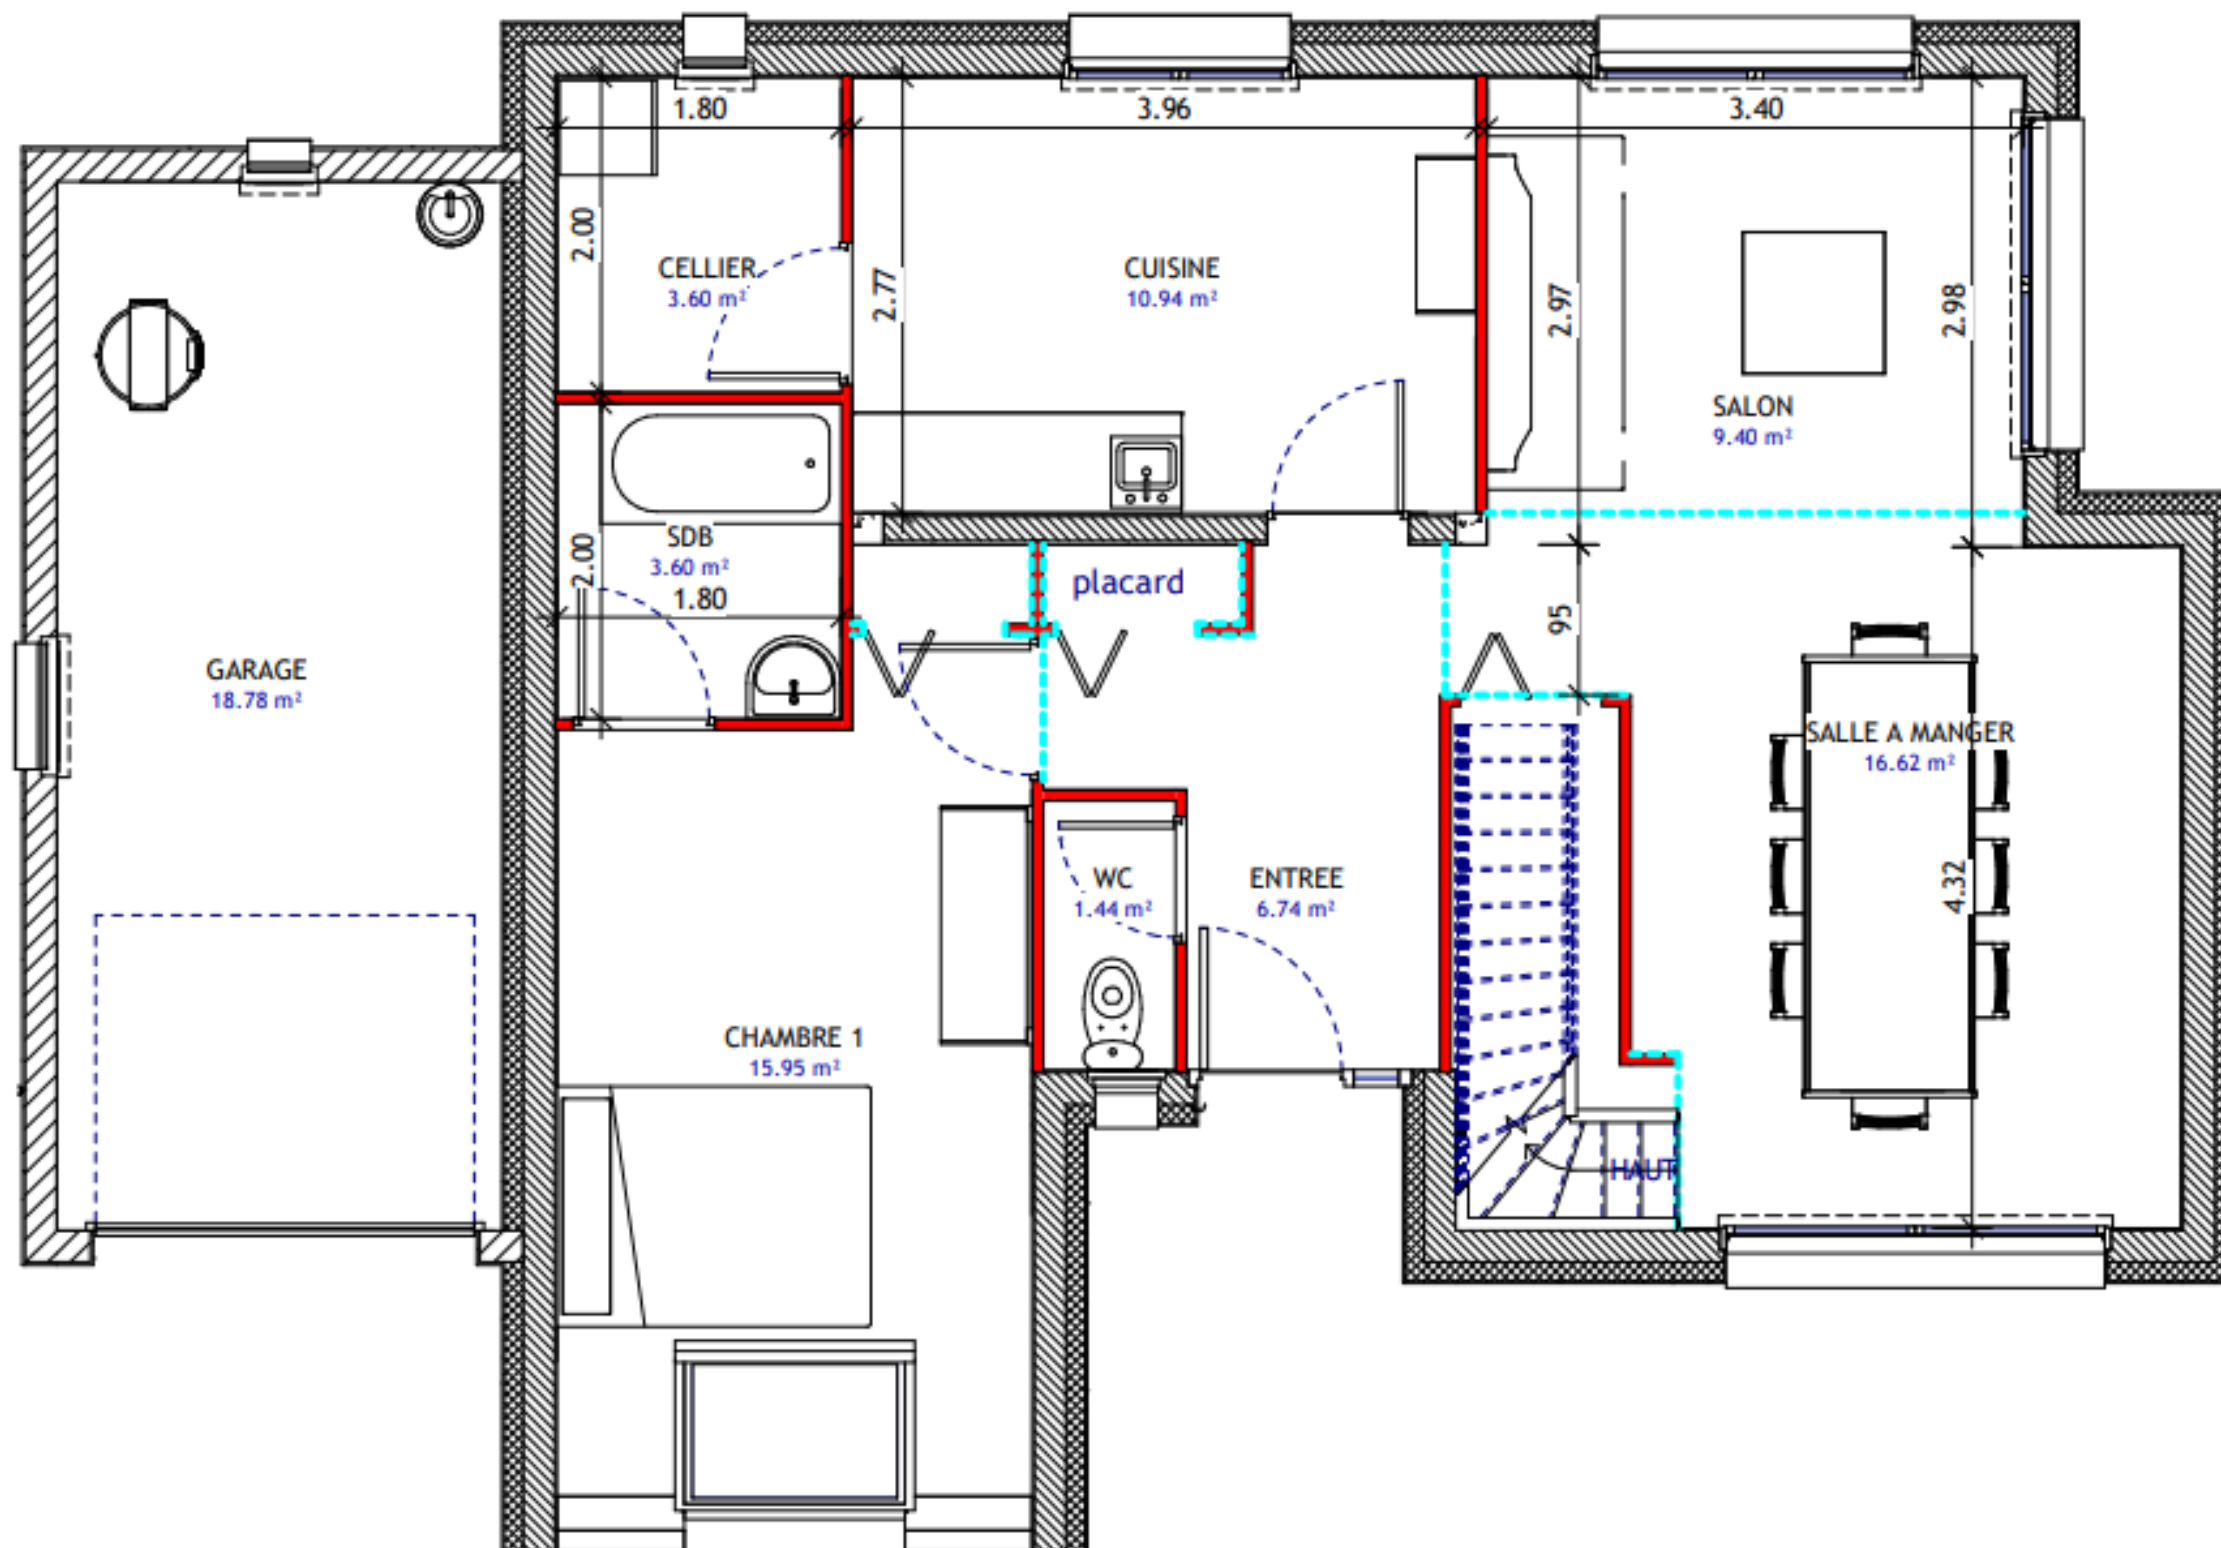 1.80
3.96
3.40
2.00
CELLIER
3.60 m²
2.77
CUISINE
10.94 m²
2.97
2.98
SALON
9.40 m²
SDB
3.60 m²
2.00
1.80
placard
95
GARAGE
18.78 m²
SALLE A MANGER
16.62 m²
WC
1.44 m²
ENTREE
6.74 m²
4.32
CHAMBRE 1
15.95 m²
HAUT